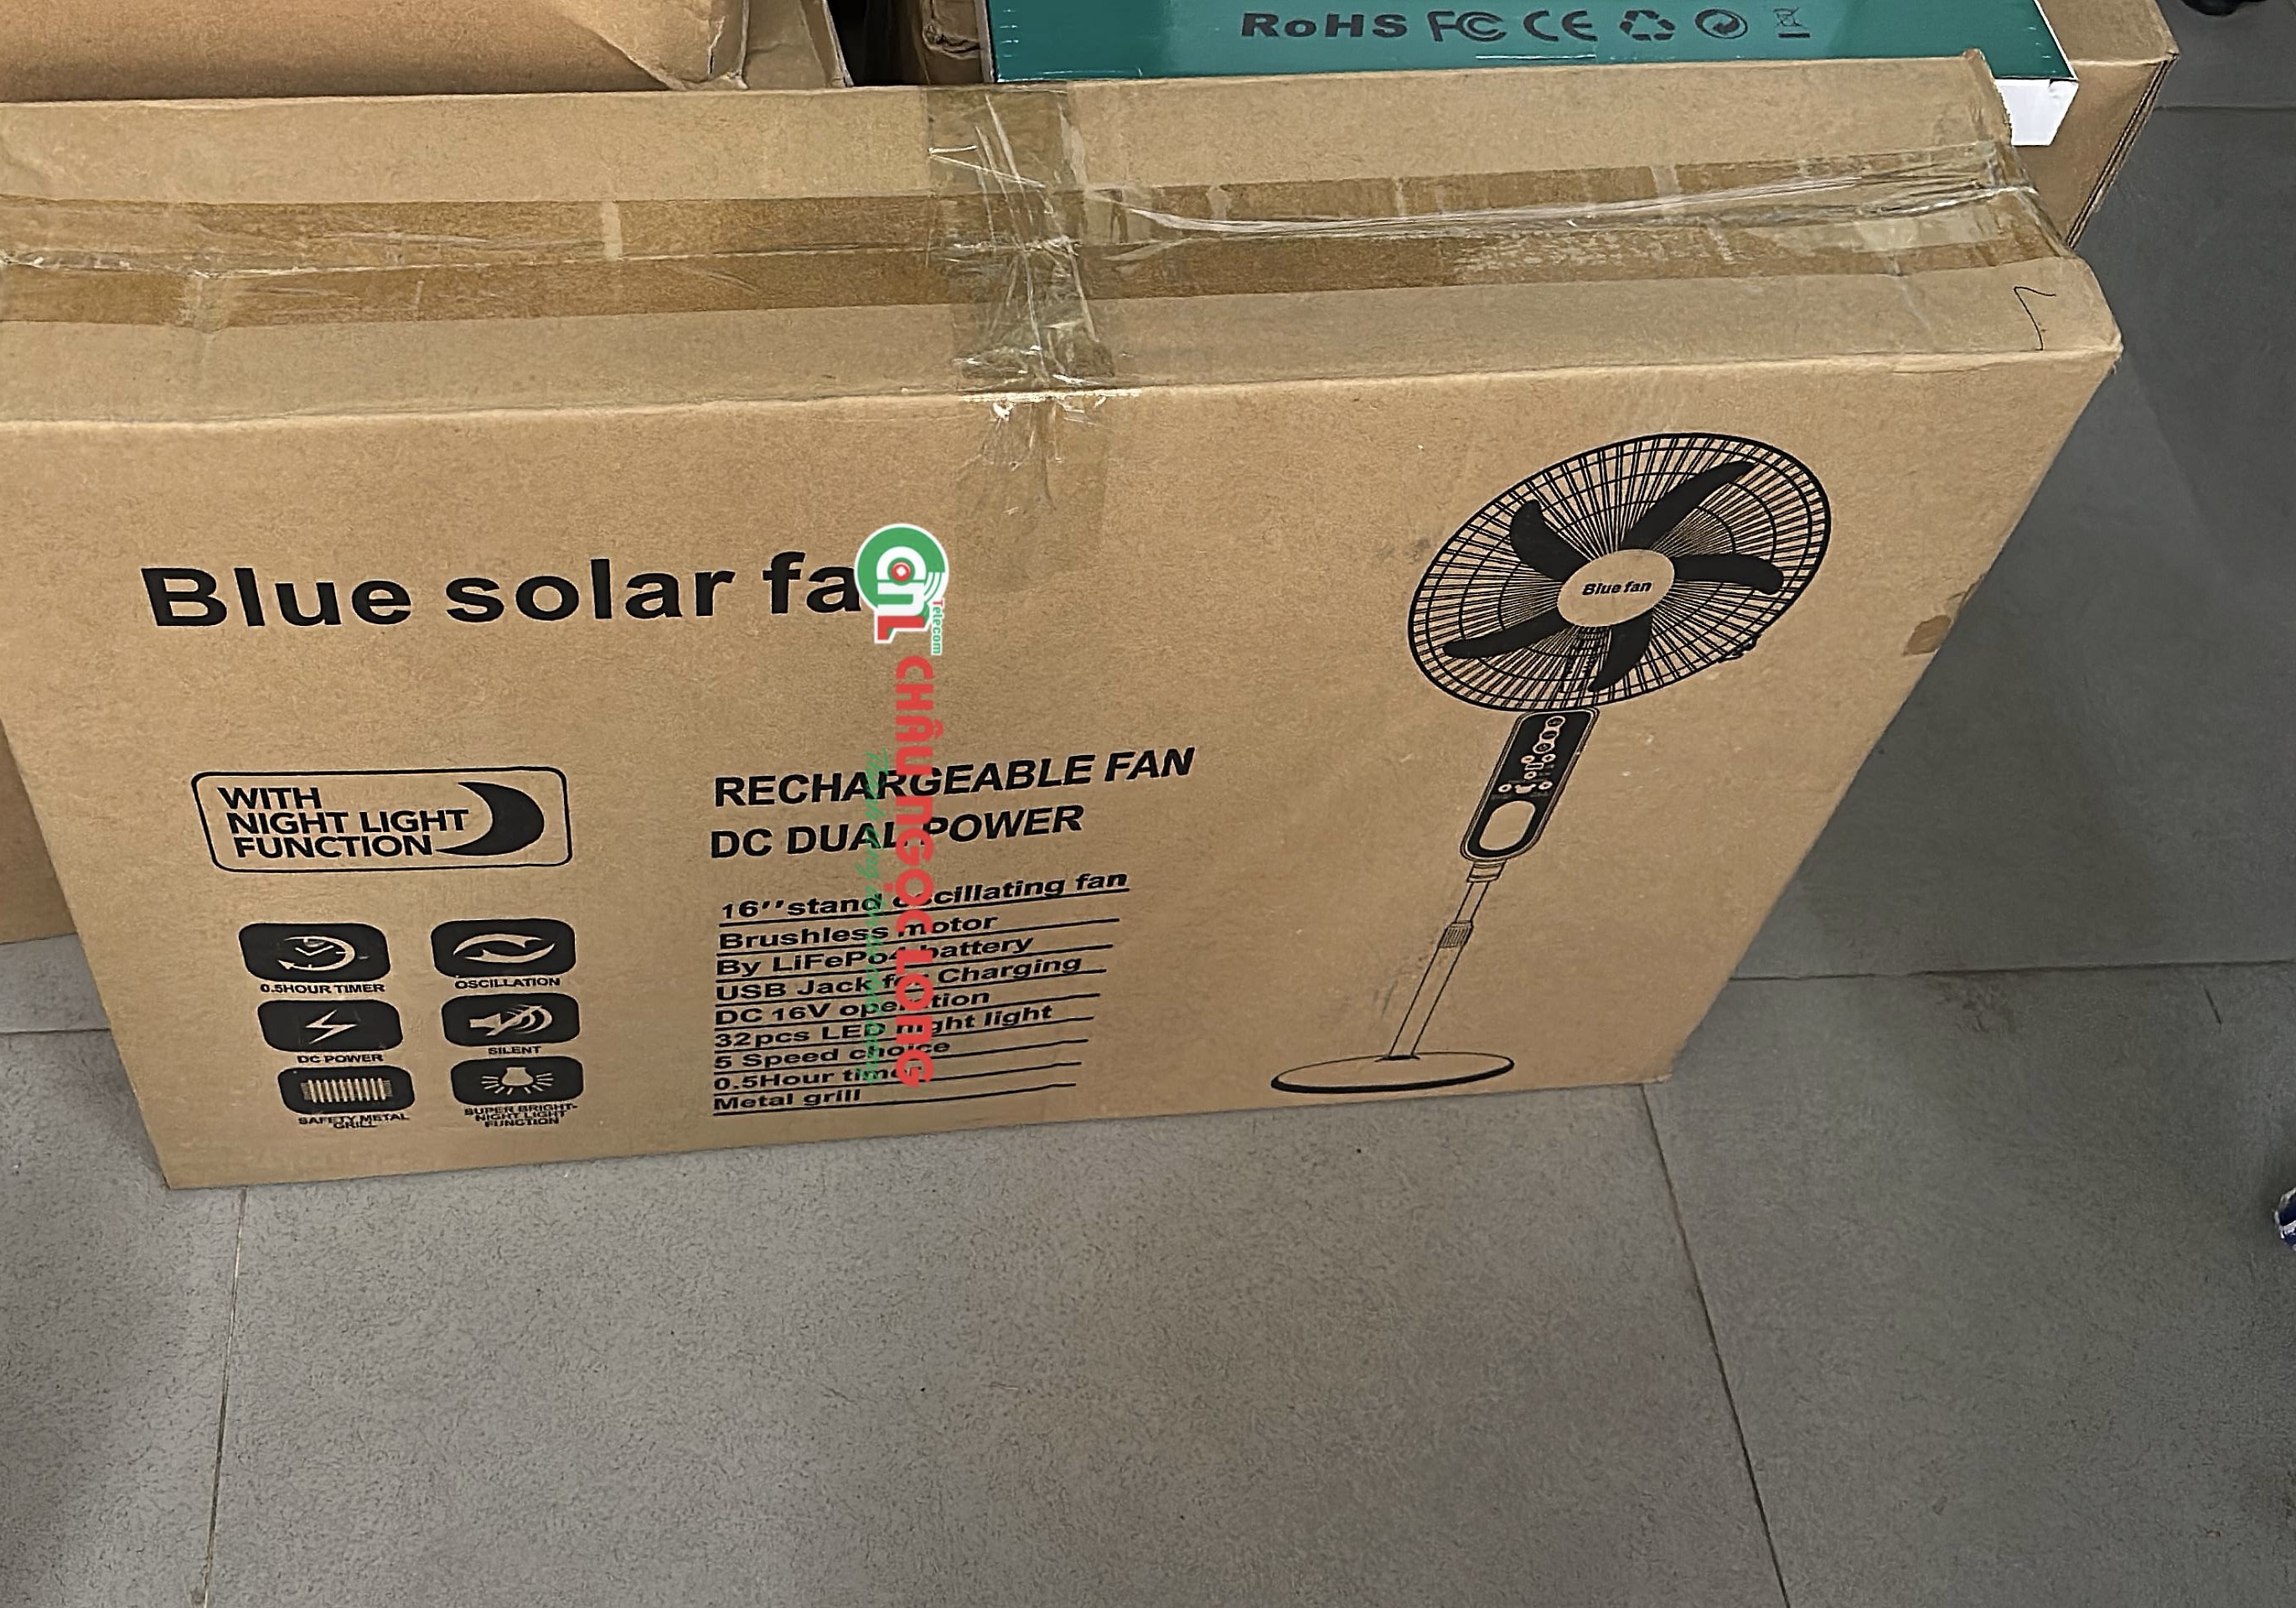 RoHS FC CE
Blue solar fa
Blue fan
cnL
Telecom
CHÂU NGỌC LONG
WITH
NIGHT LIGHT
FUNCTION
RECHARGEABLE FAN
DC DUAL POWER
16''stand oscillating fan
Brushless motor
By LiFePo4 battery
USB Jack for Charging
DC 16V operation
32pcs LED night light
5 Speed choice
0.5Hour timer
Metal grill
0.5HOUR TIMER
OSCILLATION
DC POWER
SILENT
SAFETY METAL
GRILL
SUPER BRIGHT-
NIGHT LIGHT
FUNCTION